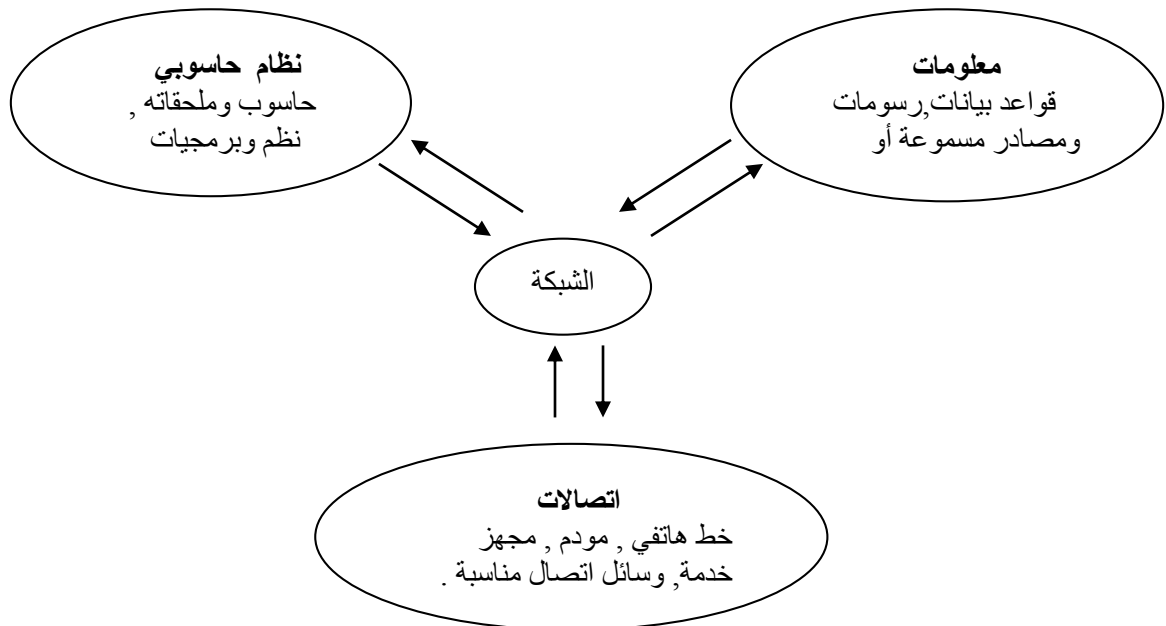 معلومات
قواعد بيانات,رسومات
ومصادر مسموعة أو
نظام حاسوبي
حاسوب وملحقاته ,
نظم وبرمجيات
الشبكة
اتصالات
خط هاتفي , مودم , مجهز
خدمة, وسائل اتصال مناسبة .